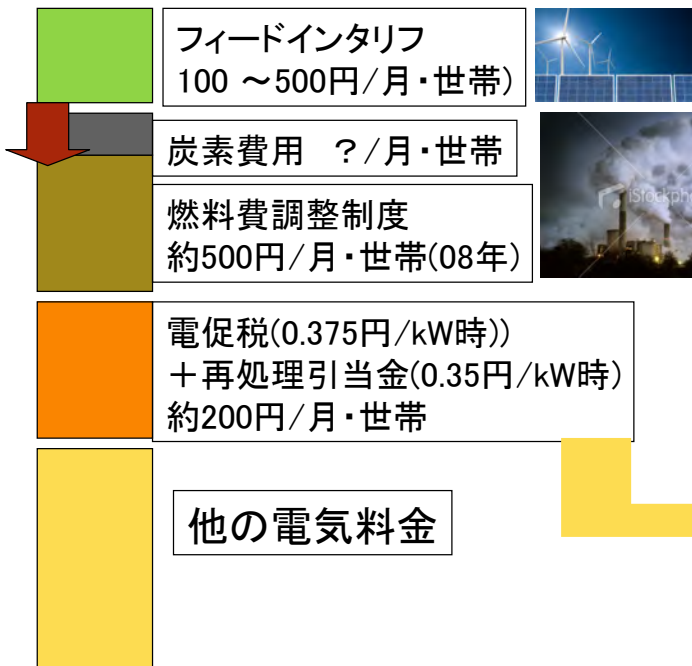 フィードインタリフ
100 ～500円/月・世帯)
炭素費用　?/月・世帯
燃料費調整制度
約500円/月・世帯(08年)
電促税(0.375円/kW時))
＋再処理引当金(0.35円/kW時)
約200円/月・世帯
他の電気料金
iStockpho